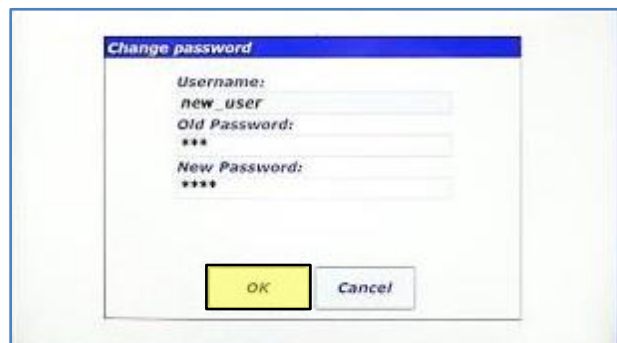 Change password
Username:
new_user
Old Password:
***
New Password:
****
OK
Cancel